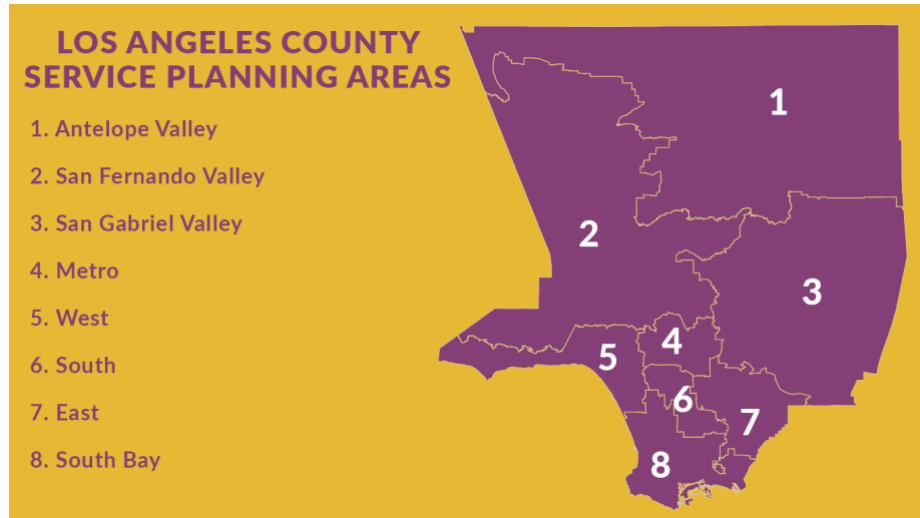 LOS ANGELES COUNTY
SERVICE PLANNING AREAS
1. Antelope Valley
2. San Fernando Valley
3. San Gabriel Valley
4. Metro
5. West
6. South
7. East
8. South Bay
1
2
3
4
5
6
7
8